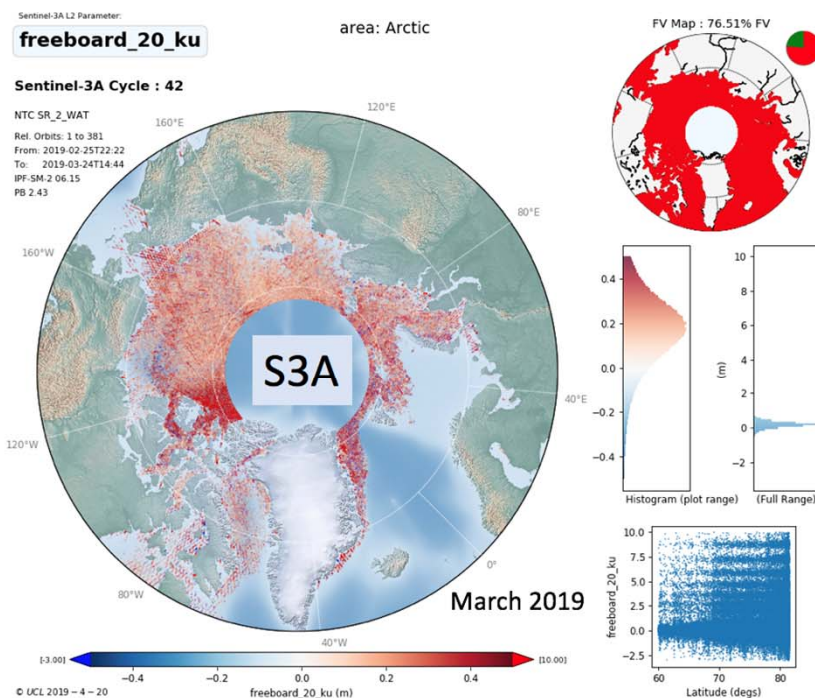 Sentinel-3A L2 Parameter:
freeboard_20_ku
area: Arctic
Sentinel-3A Cycle : 42
NTC SR_2_WAT
Rel. Orbits: 1 to 381
From: 2019-02-25T22:22
To: 2019-03-24T14:44
IPF-SM-2 06.15
PB 2.43
160°E
120°E
80°E
160°W
40°E
120°W
0°
80°W
40°W
S3A
March 2019
[-3.00]
[10.00]
−0.4
−0.2
0.0
0.2
0.4
freeboard_20_ku (m)
© UCL 2019−4−20
FV Map : 76.51% FV
0.4
0.2
0.0
−0.2
−0.4
Histogram (plot range)
10
8
6
4
2
0
−2
(m)
(Full Range)
10.0
7.5
5.0
2.5
0.0
−2.5
freeboard_20_ku
60
70
80
Latitude (degs)